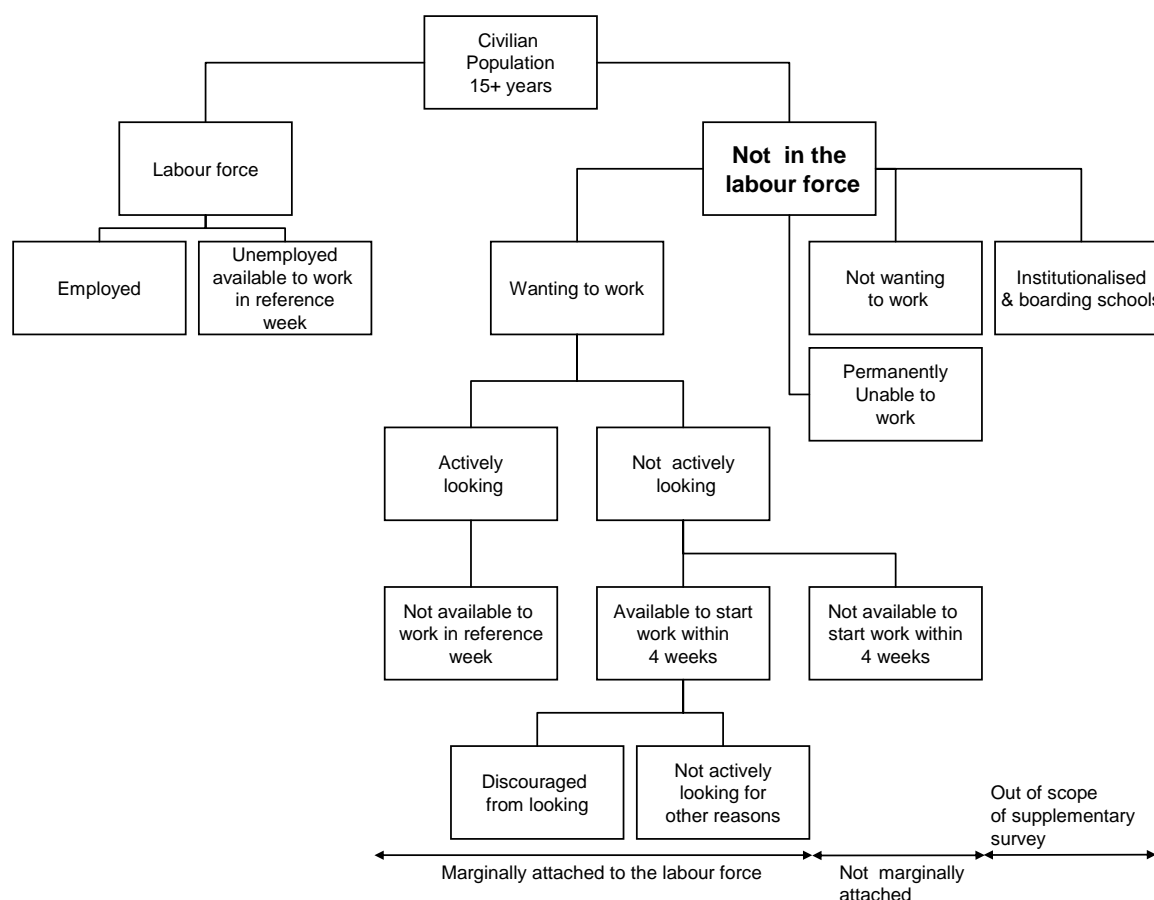 Civilian
Population
15+ years
Labour force
Not in the
labour force
Employed
Unemployed
available to work
in reference
week
Wanting to work
Not wanting
to work
Institutionalised
& boarding schools
Permanently
Unable to
work
Actively
looking
Not actively
looking
Not available to
work in reference
week
Available to start
work within
4 weeks
Not available to
start work within
4 weeks
Discouraged
from looking
Not actively
looking for
other reasons
Out of scope
of supplementary
survey
Marginally attached to the labour force
Not marginally
attached